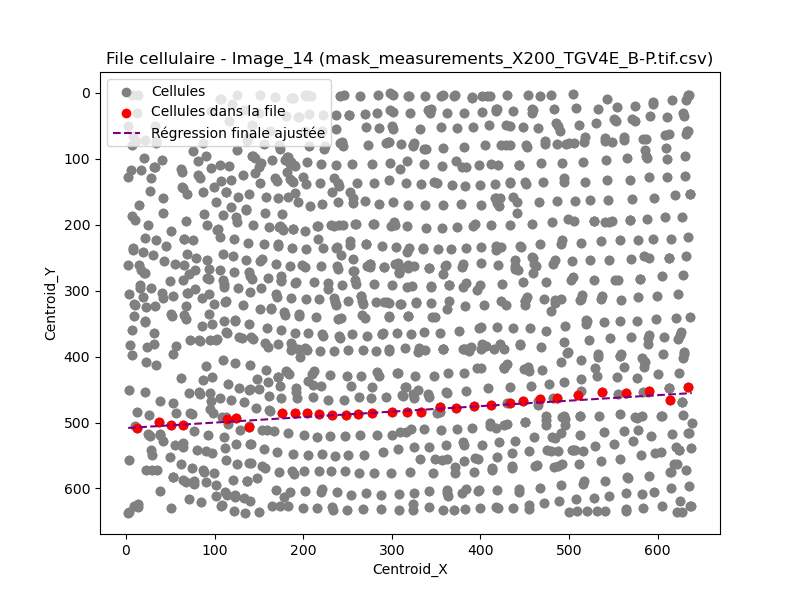 File cellulaire - Image_14 (mask_measurements_X200_TGV4E_B-P.tif.csv)
Cellules
Cellules dans la file
Régression finale ajustée
0
100
200
300
400
500
600
Centroid_Y
0 100 200 300 400 500 600
Centroid_X